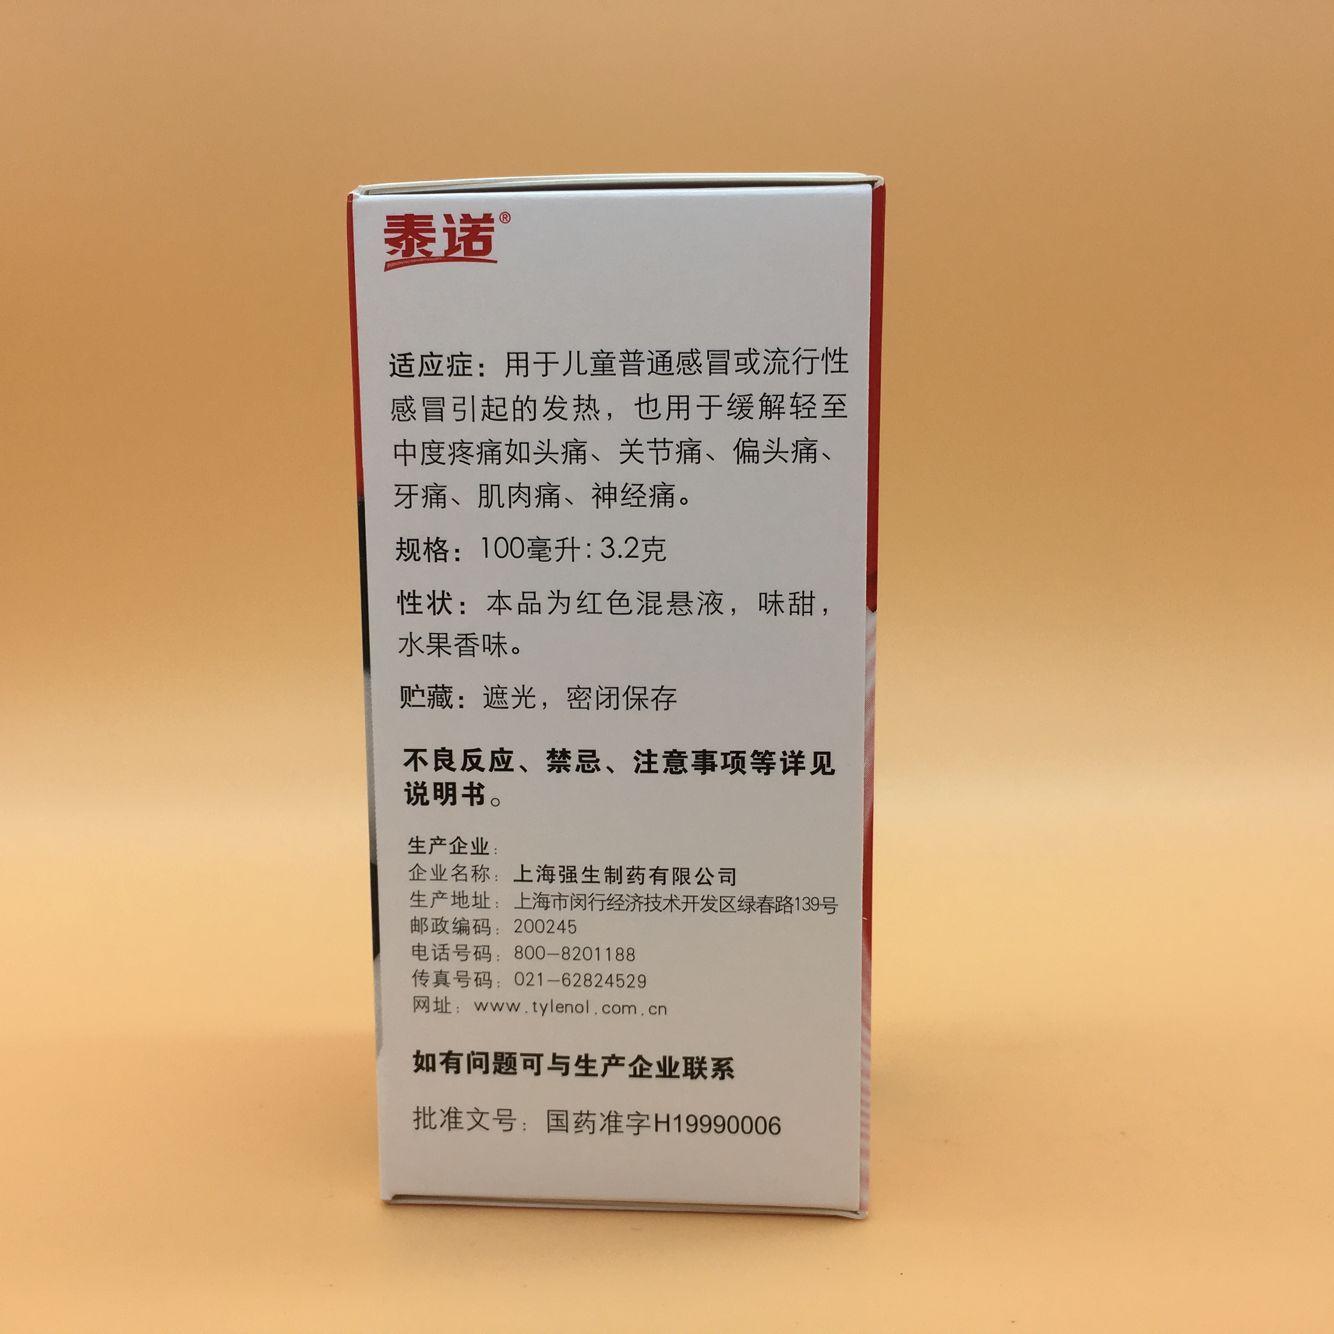 泰诺®
适应症：用于儿童普通感冒或流行性
感冒引起的发热，也用于缓解轻至
中度疼痛如头痛、关节痛、偏头痛、
牙痛、肌肉痛、神经痛。
规格：100毫升：3.2克
性状：本品为红色混悬液，味甜，
水果香味。
贮藏：遮光，密闭保存
不良反应、禁忌、注意事项等详见
说明书。
生产企业：
企业名称：上海强生制药有限公司
生产地址：上海市闵行经济技术开发区绿春路139号
邮政编码：200245
电话号码：800-8201188
传真号码：021-62824529
网址：www.tylenol.com.cn
如有问题可与生产企业联系
批准文号：国药准字H19990006